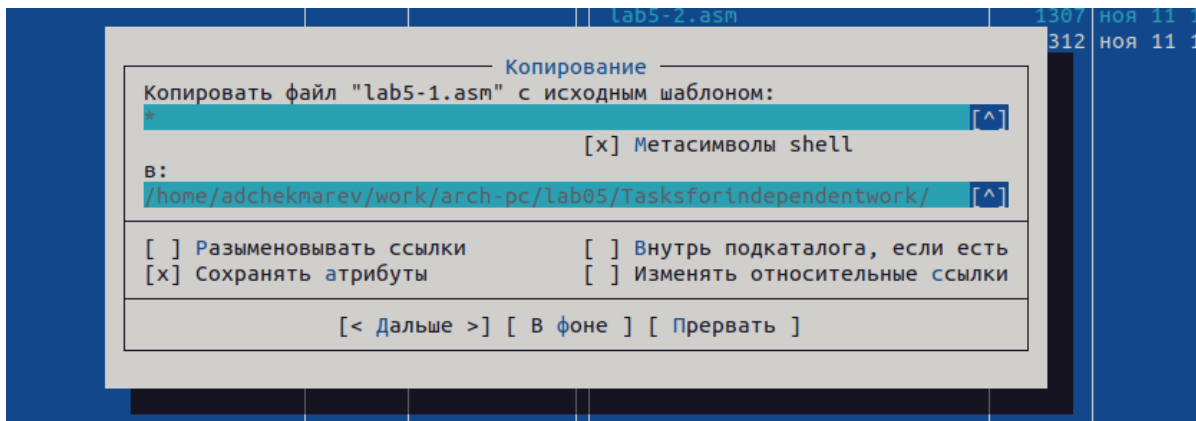 lab5-2.asm 1307 ноя 11
312 ноя 11 1
Копирование
Копировать файл "lab5-1.asm" с исходным шаблоном:
* [^]
[x] Метасимволы shell
в:
/home/adchekmarev/work/arch-pc/lab05/Tasksforindependentwork/ [^]
[ ] Разыменовывать ссылки [ ] Внутрь подкаталога, если есть
[x] Сохранять атрибуты [ ] Изменять относительные ссылки
[< Дальше >] [ В фоне ] [ Прервать ]